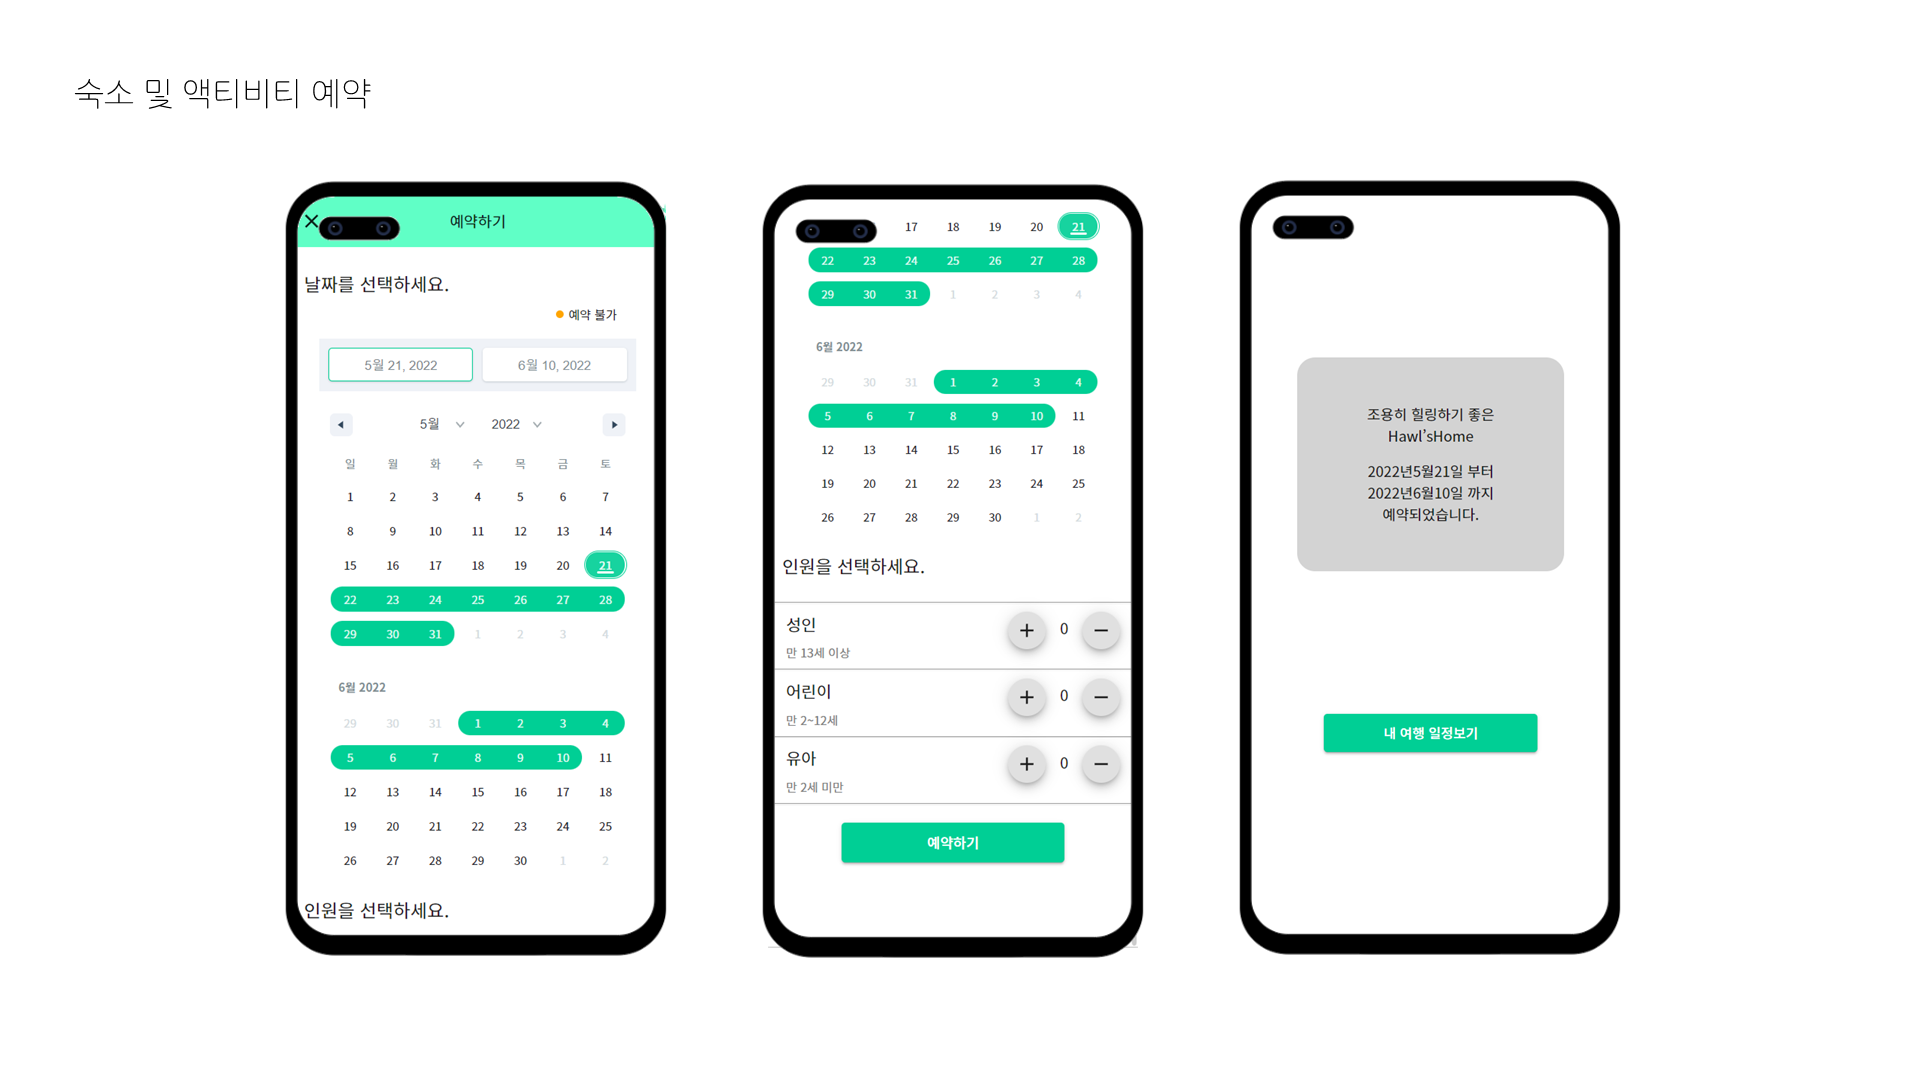 숙소 및 액티비티 예약
예약하기
날짜를 선택하세요.
예약 불가
5월 21, 2022 6월 10, 2022
5월 2022
일 월 화 수 목 금 토
1 2 3 4 5 6 7
8 9 10 11 12 13 14
15 16 17 18 19 20 21
22 23 24 25 26 27 28
29 30 31 1 2 3 4
6월 2022
29 30 31 1 2 3 4
5 6 7 8 9 10 11
12 13 14 15 16 17 18
19 20 21 22 23 24 25
26 27 28 29 30 1 2
인원을 선택하세요.
17 18 19 20 21
22 23 24 25 26 27 28
29 30 31 1 2 3 4
6월 2022
29 30 31 1 2 3 4
5 6 7 8 9 10 11
12 13 14 15 16 17 18
19 20 21 22 23 24 25
26 27 28 29 30 1 2
인원을 선택하세요.
성인
만 13세 이상
+ 0 −
어린이
만 2~12세
+ 0 −
유아
만 2세 미만
+ 0 −
예약하기
조용히 힐링하기 좋은
Hawl'sHome
2022년5월21일 부터
2022년6월10일 까지
예약되었습니다.
내 여행 일정보기